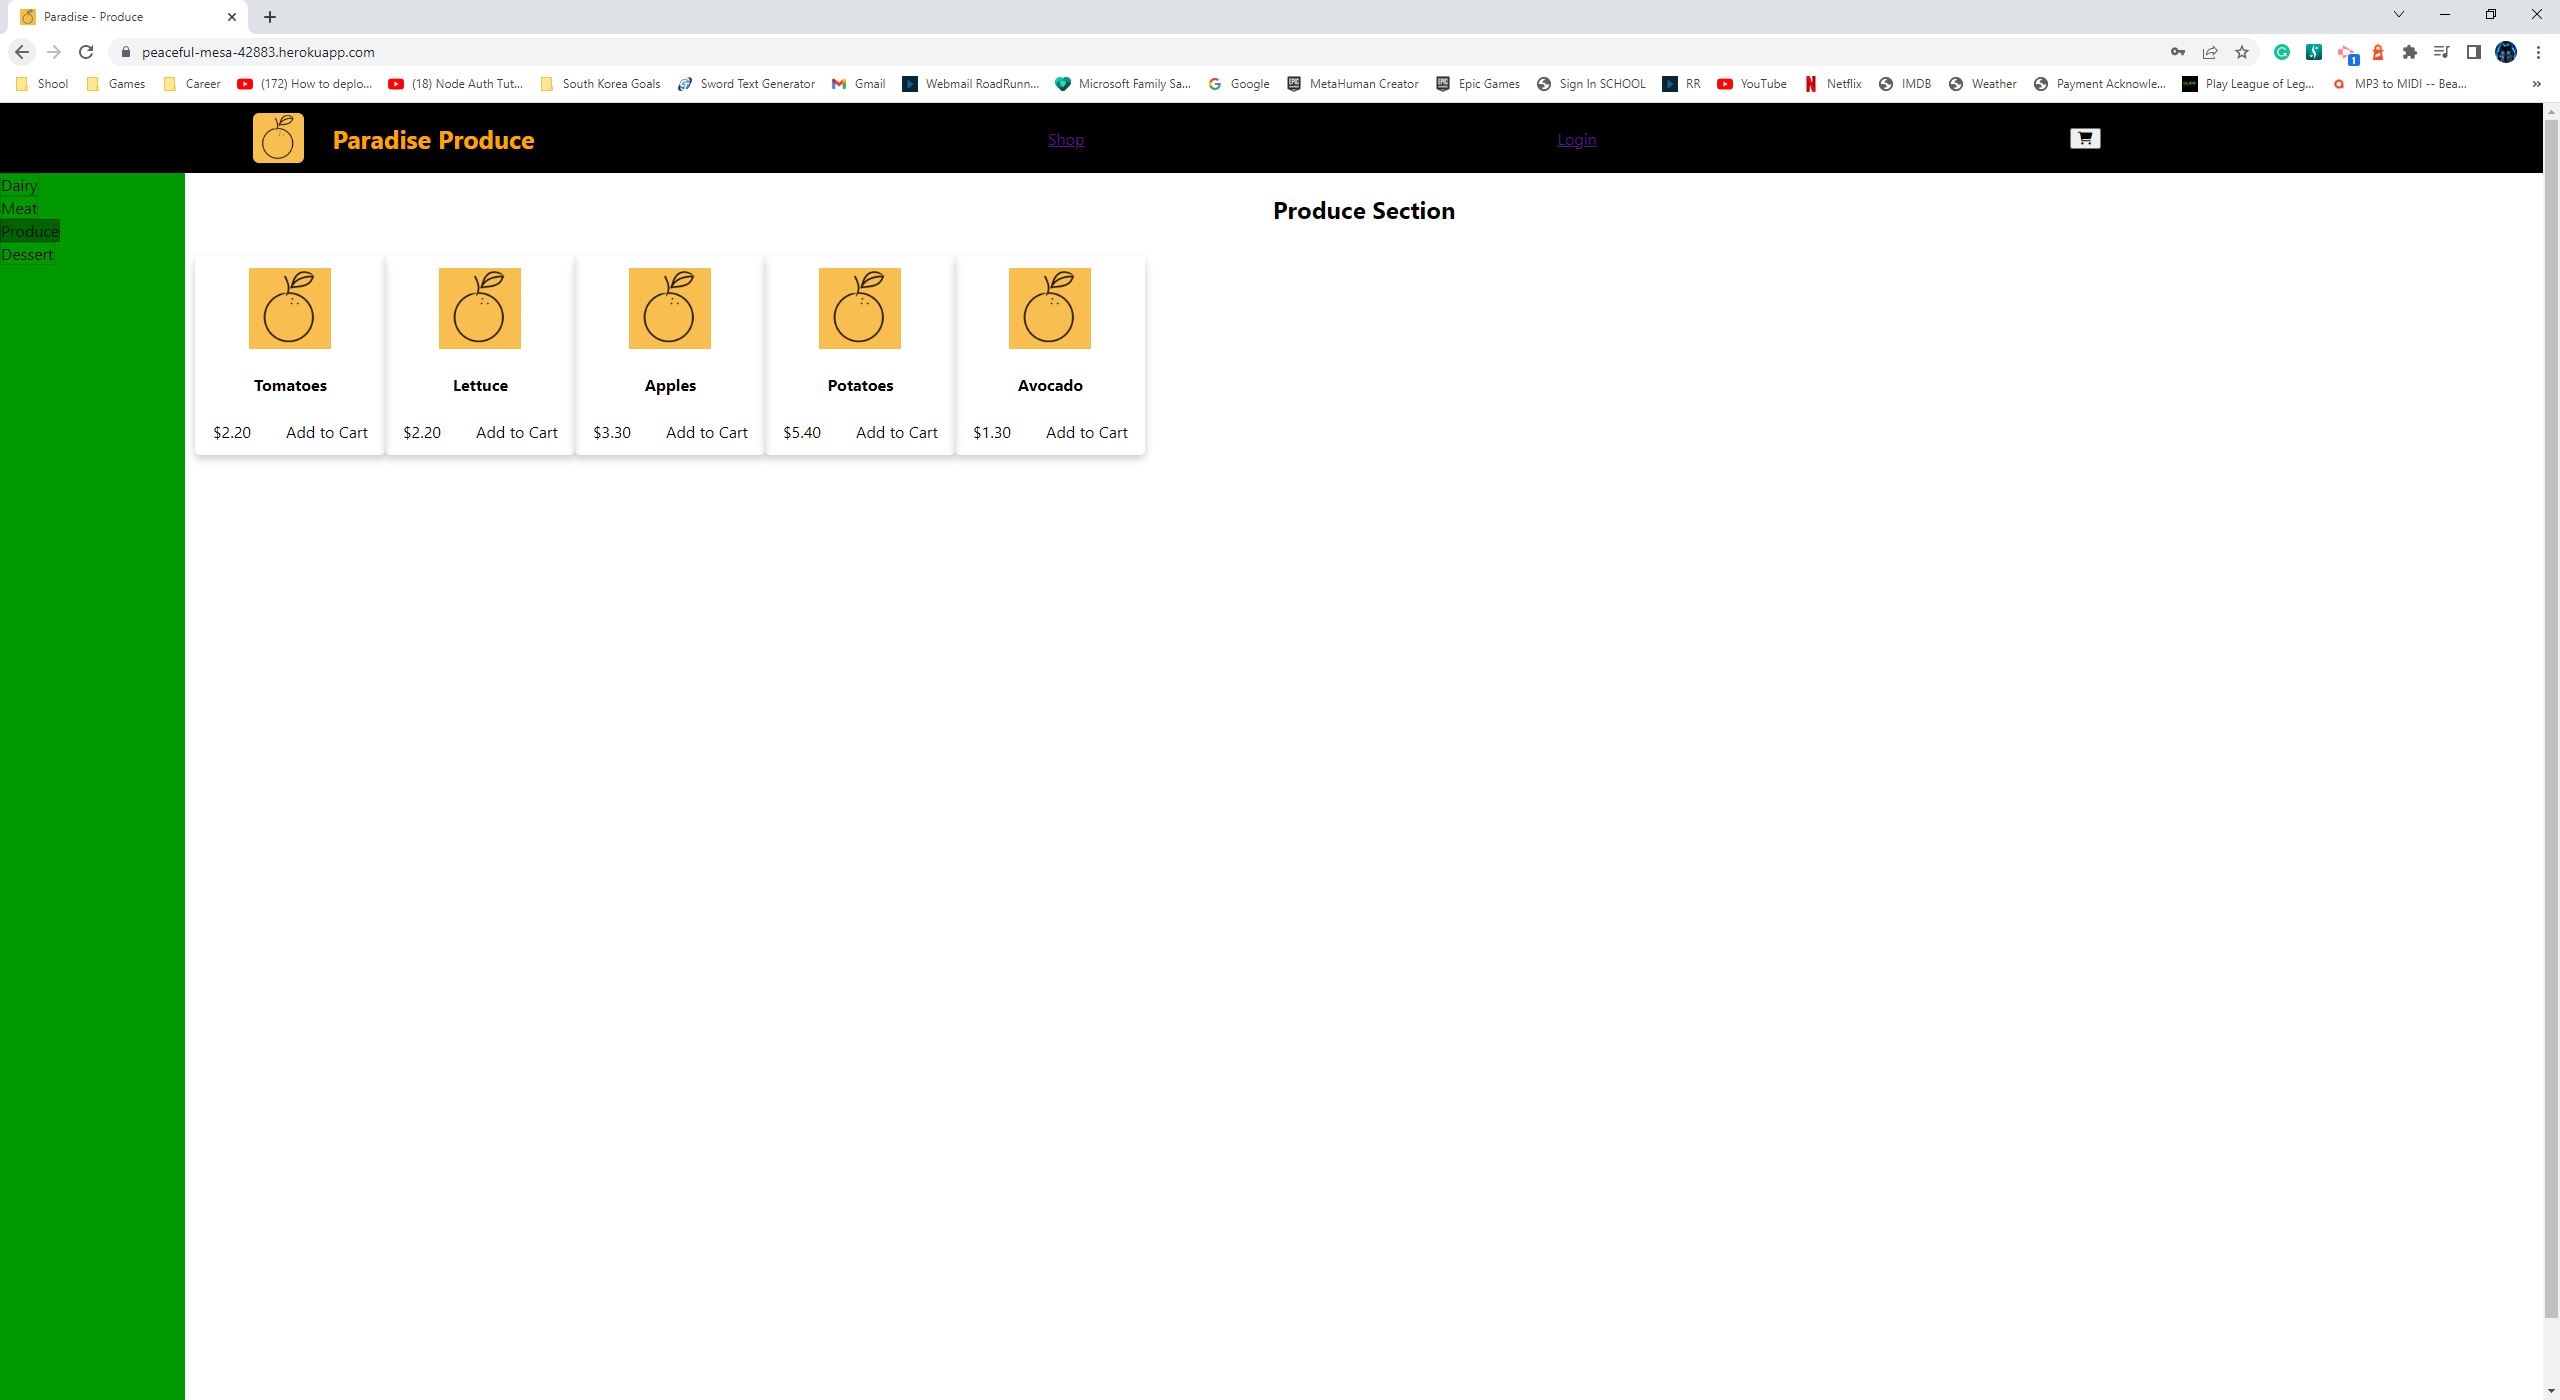 Paradise - Produce
peaceful-mesa-42883.herokuapp.com
Shool Games Career (172) How to deplo... (18) Node Auth Tut... South Korea Goals Sword Text Generator Gmail Webmail RoadRunn... Microsoft Family Sa... Google MetaHuman Creator Epic Games Sign In SCHOOL RR YouTube Netflix IMDB Weather Payment Acknowle... Play League of Leg... MP3 to MIDI -- Bea... »
Paradise Produce Shop Login
Dairy
Meat
Produce
Dessert
Produce Section
Tomatoes Lettuce Apples Potatoes Avocado
$2.20 Add to Cart $2.20 Add to Cart $3.30 Add to Cart $5.40 Add to Cart $1.30 Add to Cart